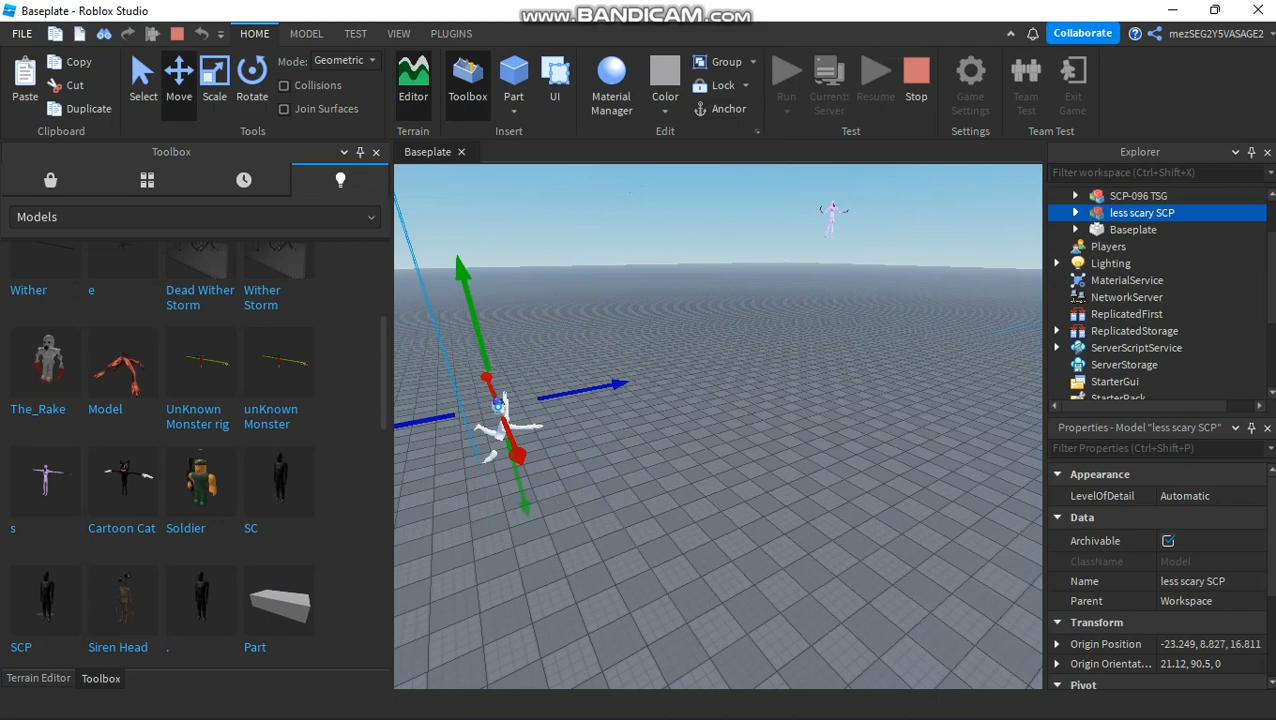 Baseplate - Roblox Studio
www.BANDICAM.com
FILE HOME MODEL TEST VIEW PLUGINS Collaborate mezSEG2Y5VASAGE2
Paste Copy Cut Duplicate Clipboard
Select Move Scale Rotate Mode: Geometric Collisions Join Surfaces Tools
Editor Terrain
Toolbox Part UI Insert
Material Manager Color Group Lock Anchor Edit
Run Current: Server Resume Stop Test
Game Settings Settings
Team Test Exit Game Team Test
Toolbox
Models
Wither e Dead Wither Storm Wither Storm
The_Rake Model UnKnown Monster rig unKnown Monster
s Cartoon Cat Soldier SC
SCP Siren Head . Part
Terrain Editor Toolbox
Baseplate
Explorer
Filter workspace (Ctrl+Shift+X)
SCP-096 TSG
less scary SCP
Baseplate
Players
Lighting
MaterialService
NetworkServer
ReplicatedFirst
ReplicatedStorage
ServerScriptService
ServerStorage
StarterGui
StarterPack
Properties - Model "less scary SCP"
Filter Properties (Ctrl+Shift+P)
Appearance
LevelOfDetail Automatic
Data
Archivable
ClassName Model
Name less scary SCP
Parent Workspace
Transform
Origin Position -23.249, 8.827, 16.811
Origin Orientat... 21.12, 90.5, 0
Pivot